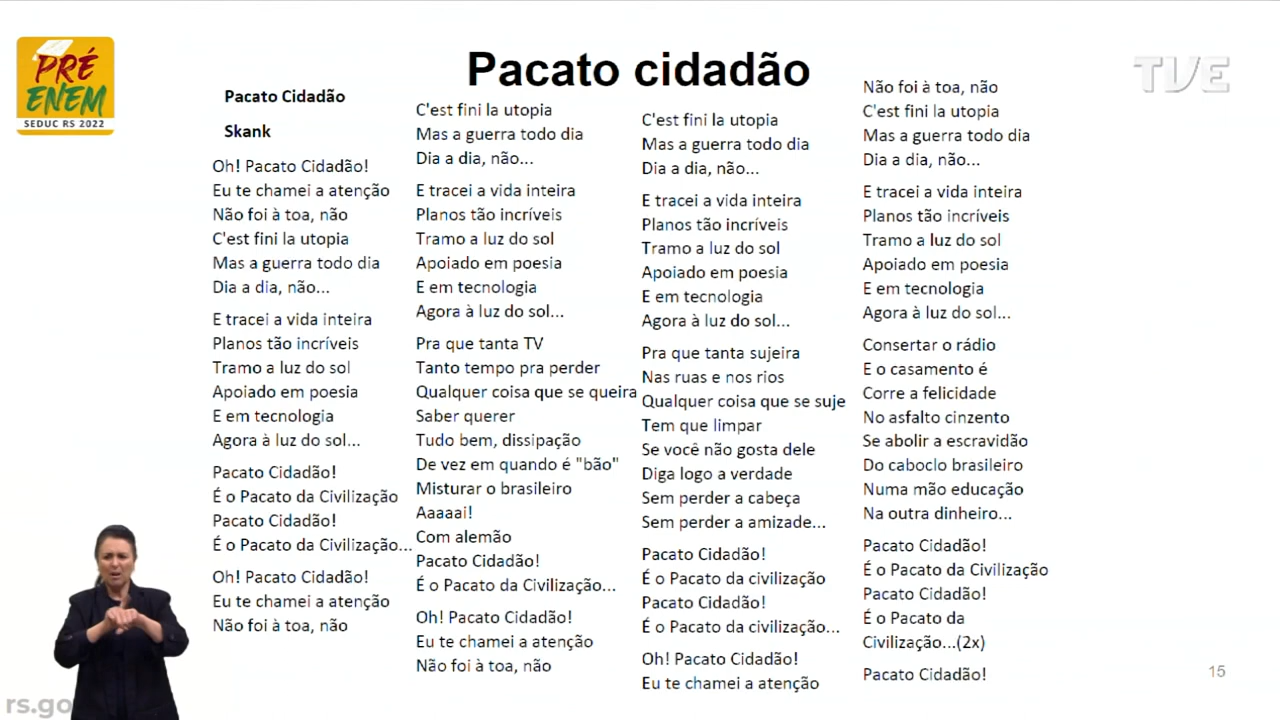 PRÉ
ENEM
SEDUC RS 2022
Pacato cidadão
TVE
Pacato Cidadão
Skank
Oh! Pacato Cidadão!
Eu te chamei a atenção
Não foi à toa, não
C'est fini la utopia
Mas a guerra todo dia
Dia a dia, não...
E tracei a vida inteira
Planos tão incríveis
Tramo a luz do sol
Apoiado em poesia
E em tecnologia
Agora à luz do sol...
Pacato Cidadão!
É o Pacato da Civilização
Pacato Cidadão!
É o Pacato da Civilização...
Oh! Pacato Cidadão!
Eu te chamei a atenção
Não foi à toa, não
C'est fini la utopia
Mas a guerra todo dia
Dia a dia, não...
E tracei a vida inteira
Planos tão incríveis
Tramo a luz do sol
Apoiado em poesia
E em tecnologia
Agora à luz do sol...
Pra que tanta TV
Tanto tempo pra perder
Qualquer coisa que se queira
Saber querer
Tudo bem, dissipação
De vez em quando é "bão"
Misturar o brasileiro
Aaaaai!
Com alemão
Pacato Cidadão!
É o Pacato da Civilização...
Oh! Pacato Cidadão!
Eu te chamei a atenção
Não foi à toa, não
C'est fini la utopia
Mas a guerra todo dia
Dia a dia, não...
E tracei a vida inteira
Planos tão incríveis
Tramo a luz do sol
Apoiado em poesia
E em tecnologia
Agora à luz do sol...
Pra que tanta sujeira
Nas ruas e nos rios
Qualquer coisa que se suje
Tem que limpar
Se você não gosta dele
Diga logo a verdade
Sem perder a cabeça
Sem perder a amizade...
Pacato Cidadão!
É o Pacato da civilização
Pacato Cidadão!
É o Pacato da civilização...
Oh! Pacato Cidadão!
Eu te chamei a atenção
Não foi à toa, não
C'est fini la utopia
Mas a guerra todo dia
Dia a dia, não...
E tracei a vida inteira
Planos tão incríveis
Tramo a luz do sol
Apoiado em poesia
E em tecnologia
Agora à luz do sol...
Consertar o rádio
E o casamento é
Corre a felicidade
No asfalto cinzento
Se abolir a escravidão
Do caboclo brasileiro
Numa mão educação
Na outra dinheiro...
Pacato Cidadão!
É o Pacato da Civilização
Pacato Cidadão!
É o Pacato da
Civilização...(2x)
Pacato Cidadão!
15
rs.go